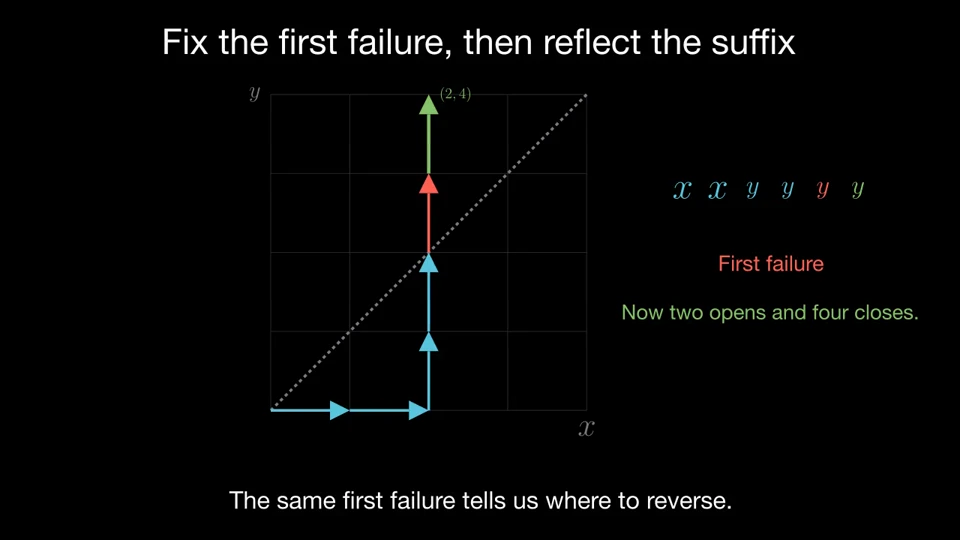 Fix the first failure, then reflect the suffix
y
(2, 4)
x x y y y y
First failure
Now two opens and four closes.
x
The same first failure tells us where to reverse.